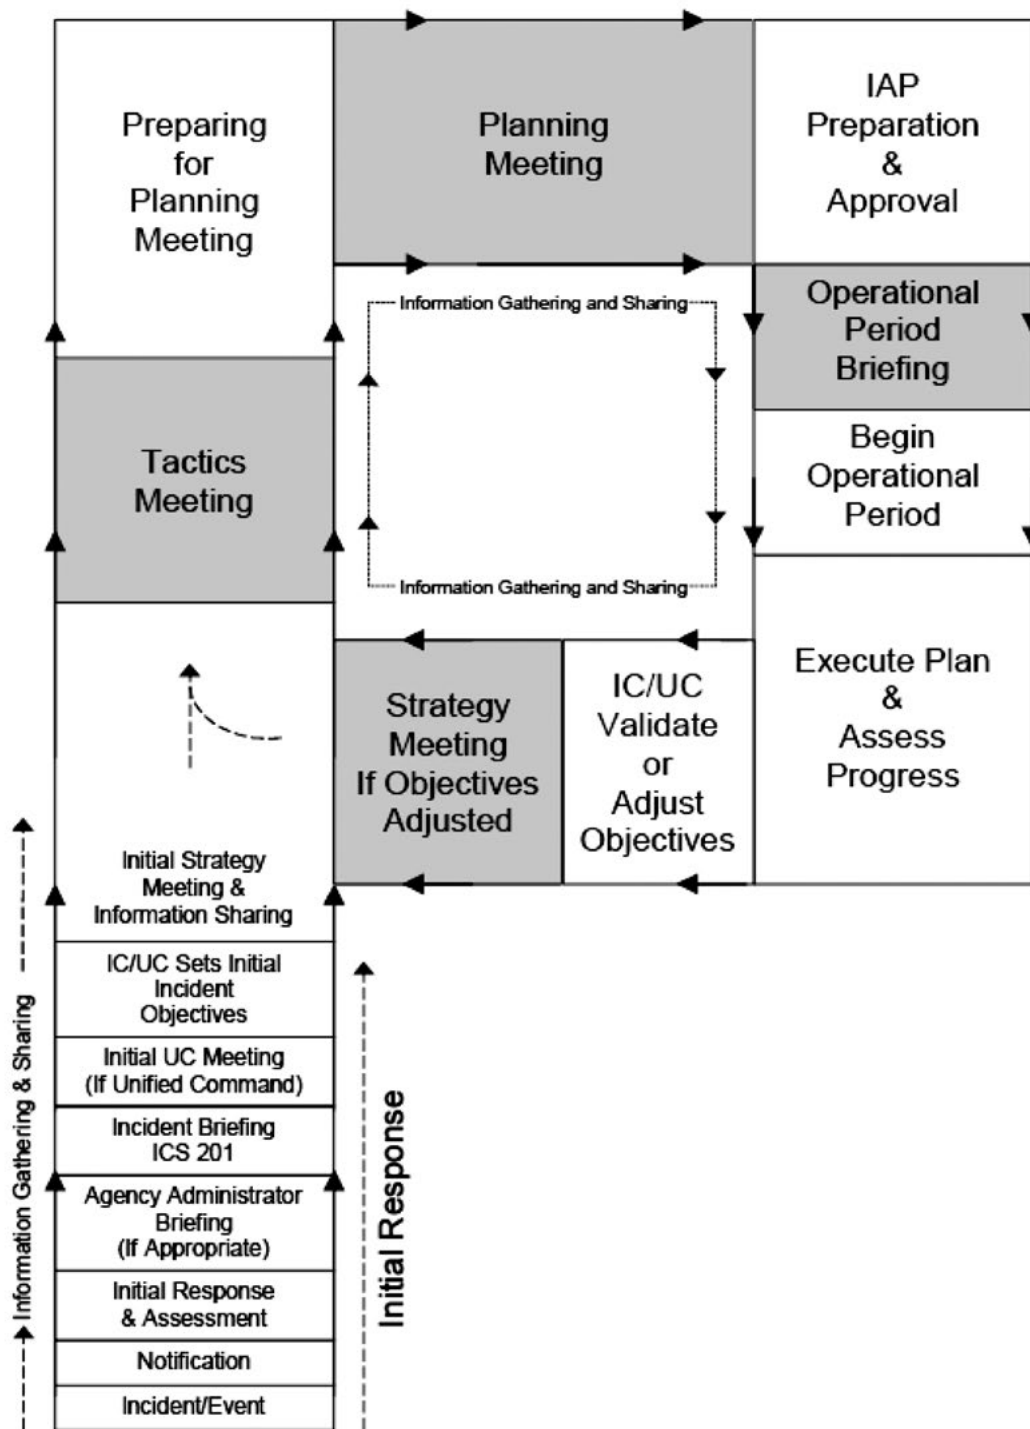 Preparing
for
Planning
Meeting
Planning
Meeting
IAP
Preparation
&
Approval
Operational
Period
Briefing
Begin
Operational
Period
Execute Plan
&
Assess
Progress
IC/UC
Validate
or
Adjust
Objectives
Strategy
Meeting
If Objectives
Adjusted
Information Gathering and Sharing
Information Gathering and Sharing
Tactics
Meeting
Initial Strategy
Meeting &
Information Sharing
IC/UC Sets Initial
Incident
Objectives
Initial UC Meeting
(If Unified Command)
Incident Briefing
ICS 201
Agency Administrator
Briefing
(If Appropriate)
Initial Response
& Assessment
Notification
Incident/Event
Information Gathering & Sharing
Initial Response